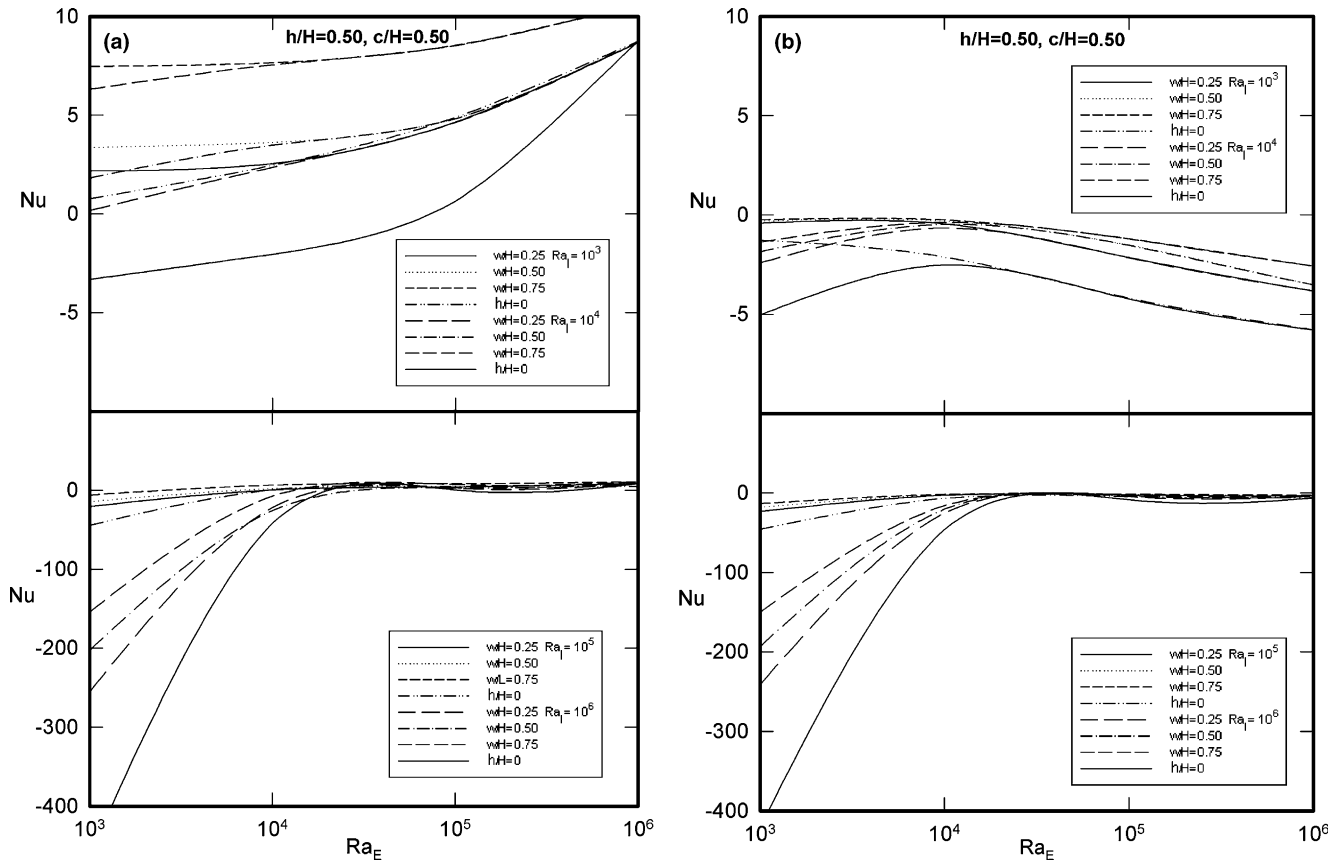 (a)
h/H=0.50, c/H=0.50
10
5
0
-5
Nu
w/H=0.25 Ra_I = 10^3
w/H=0.50
w/H=0.75
h/H=0
w/H=0.25 Ra_I = 10^4
w/H=0.50
w/H=0.75
h/H=0
0
-100
-200
-300
-400
Nu
w/H=0.25 Ra_I = 10^5
w/H=0.50
w/L=0.75
h/H=0
w/H=0.25 Ra_I = 10^6
w/H=0.50
w/H=0.75
h/H=0
10^3
10^4
10^5
10^6
Ra_E
(b)
h/H=0.50, c/H=0.50
10
5
0
-5
Nu
w/H=0.25 Ra_I = 10^3
w/H=0.50
w/H=0.75
h/H=0
w/H=0.25 Ra_I = 10^4
w/H=0.50
w/H=0.75
h/H=0
0
-100
-200
-300
-400
Nu
w/H=0.25 Ra_I = 10^5
w/H=0.50
w/H=0.75
h/H=0
w/H=0.25 Ra_I = 10^6
w/H=0.50
w/H=0.75
h/H=0
10^3
10^4
10^5
10^6
Ra_E